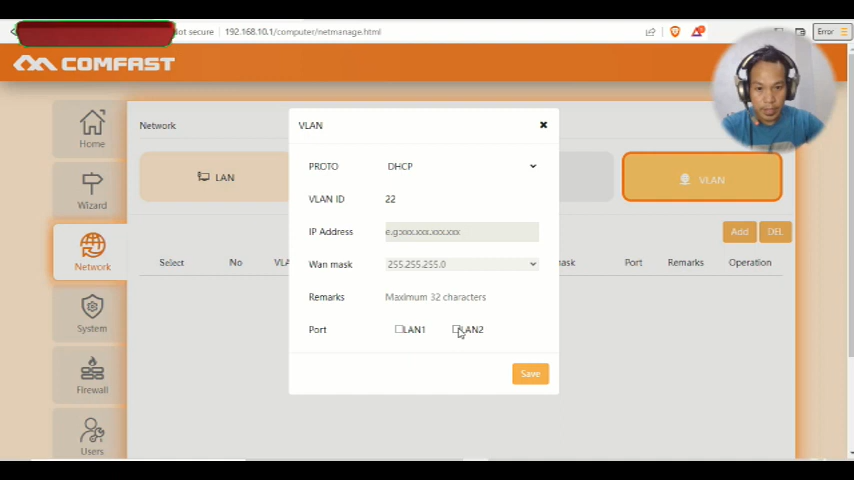 Not secure 192.168.10.1/computer/netmanage.html Error
COMFAST
Home
Wizard
Network
System
Firewall
Users
Network
LAN
VLAN
Add DEL
Select No Port Remarks Operation
VLAN
PROTO DHCP
VLAN ID 22
IP Address e.g:xxx.xxx.xxx.xxx
Wan mask 255.255.255.0
Remarks Maximum 32 characters
Port LAN1 LAN2
Save